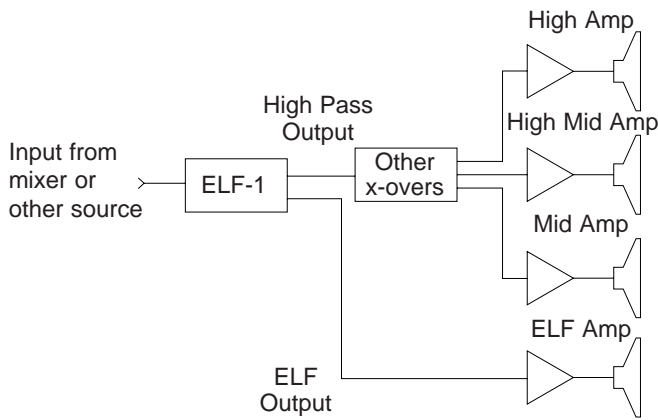 High Amp
High Pass
Output
High Mid Amp
Input from
mixer or
other source
ELF-1
Other
x-overs
Mid Amp
ELF Amp
ELF
Output